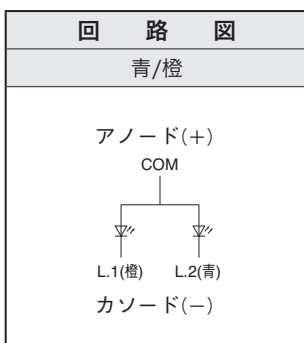 回 路 図
青/橙
アノード(+)
COM
L.1(橙) L.2(青)
カソード(−)